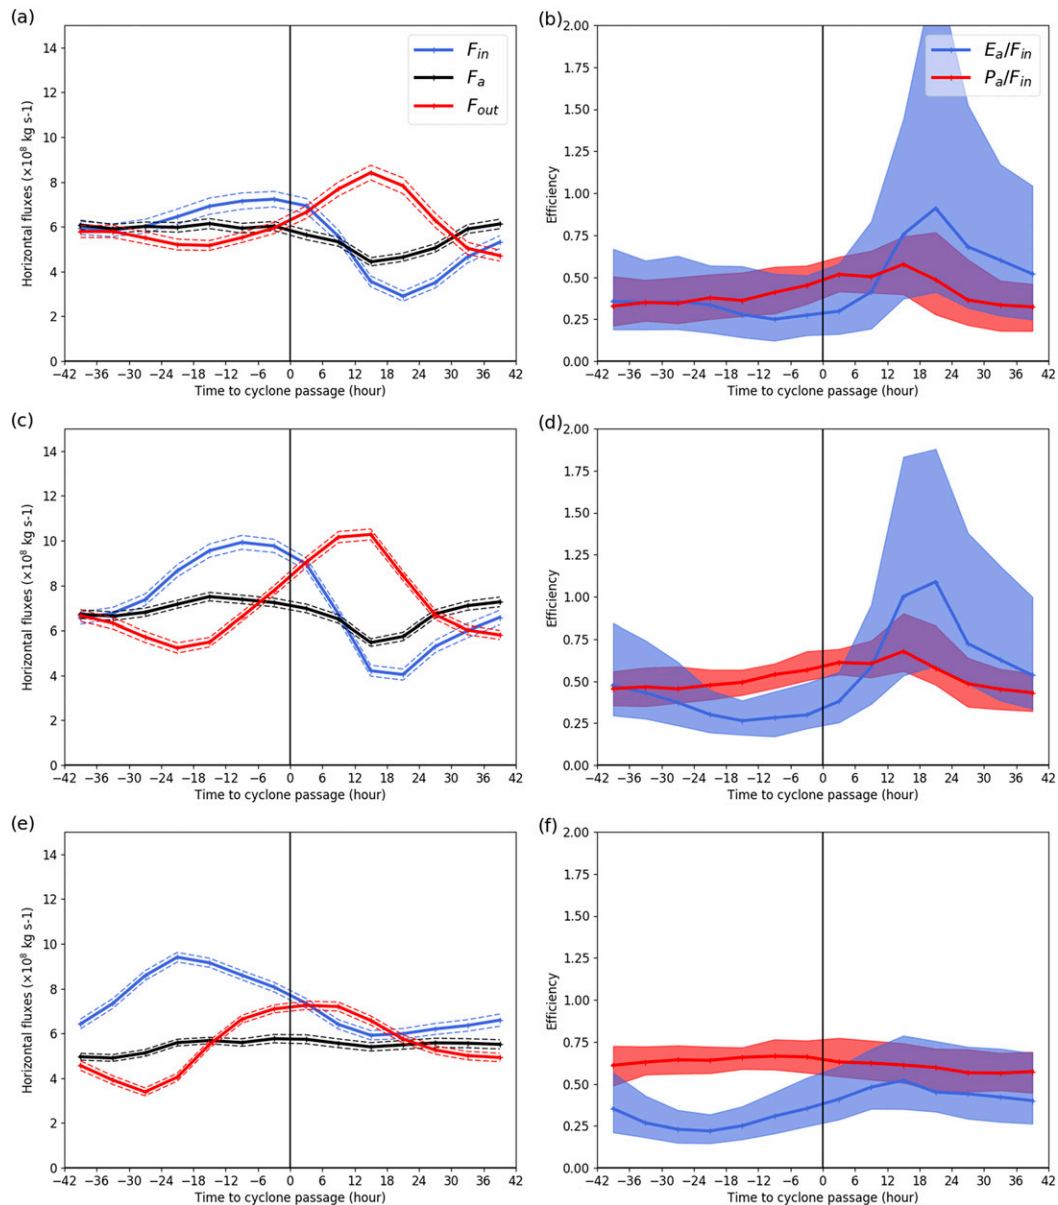 (a)
Horizontal fluxes (×10⁸ kg s-1)
14
12
10
8
6
4
2
0
F_in
F_a
F_out
−42 −36 −30 −24 −18 −12 −6 0 6 12 18 24 30 36 42
Time to cyclone passage (hour)
(b)
Efficiency
2.00
1.75
1.50
1.25
1.00
0.75
0.50
0.25
0.00
E_a/F_in
P_a/F_in
−42 −36 −30 −24 −18 −12 −6 0 6 12 18 24 30 36 42
Time to cyclone passage (hour)
(c)
Horizontal fluxes (×10⁸ kg s-1)
14
12
10
8
6
4
2
0
−42 −36 −30 −24 −18 −12 −6 0 6 12 18 24 30 36 42
Time to cyclone passage (hour)
(d)
Efficiency
2.00
1.75
1.50
1.25
1.00
0.75
0.50
0.25
0.00
−42 −36 −30 −24 −18 −12 −6 0 6 12 18 24 30 36 42
Time to cyclone passage (hour)
(e)
Horizontal fluxes (×10⁸ kg s-1)
14
12
10
8
6
4
2
0
−42 −36 −30 −24 −18 −12 −6 0 6 12 18 24 30 36 42
Time to cyclone passage (hour)
(f)
Efficiency
2.00
1.75
1.50
1.25
1.00
0.75
0.50
0.25
0.00
−42 −36 −30 −24 −18 −12 −6 0 6 12 18 24 30 36 42
Time to cyclone passage (hour)